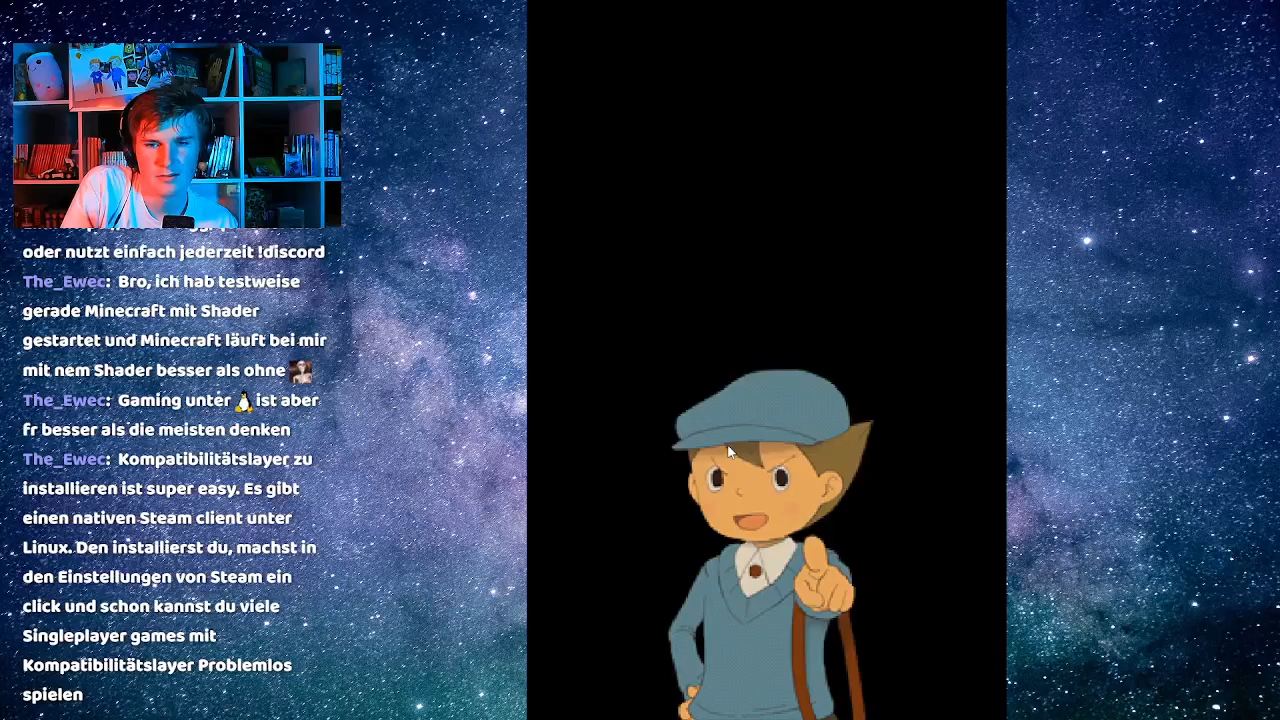 oder nutzt einfach jederzeit !discord
The_Ewec: Bro, ich hab testweise
gerade Minecraft mit Shader
gestartet und Minecraft läuft bei mir
mit nem Shader besser als ohne
The_Ewec: Gaming unter ist aber
fr besser als die meisten denken
The_Ewec: Kompatibilitätslayer zu
installieren ist super easy. Es gibt
einen nativen Steam client unter
Linux. Den installierst du, machst in
den Einstellungen von Steam ein
click und schon kannst du viele
Singleplayer games mit
Kompatibilitätslayer Problemlos
spielen